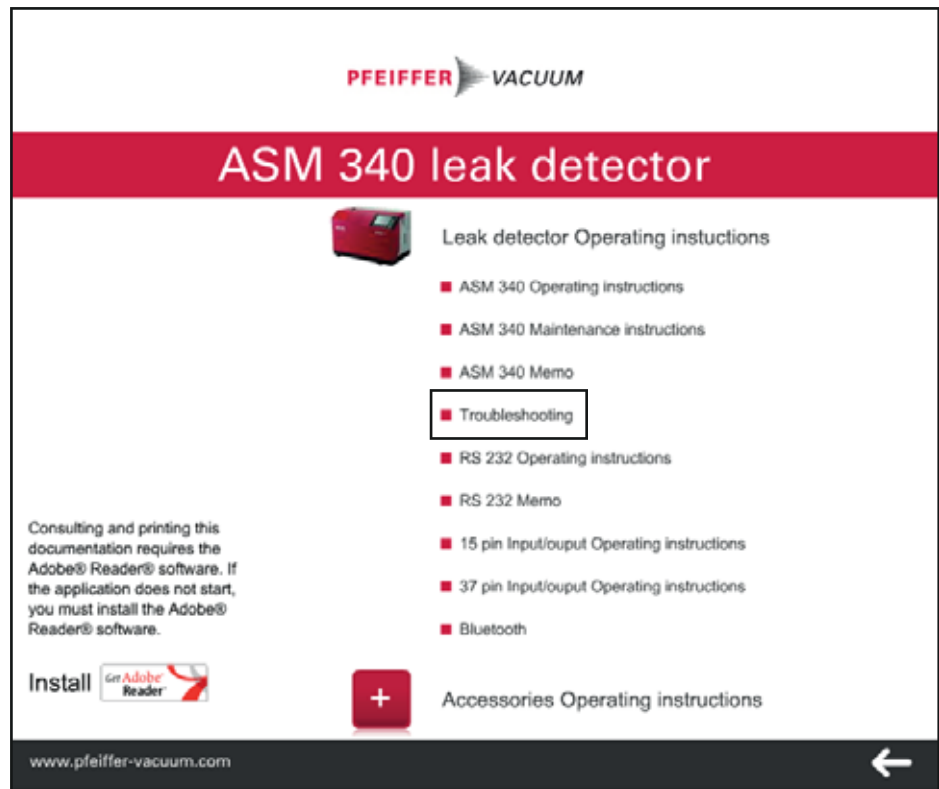 PFEIFFER VACUUM
ASM 340 leak detector
Leak detector Operating instuctions
ASM 340 Operating instructions
ASM 340 Maintenance instructions
ASM 340 Memo
Troubleshooting
RS 232 Operating instructions
RS 232 Memo
15 pin Input/ouput Operating instructions
37 pin Input/ouput Operating instructions
Bluetooth
Consulting and printing this
documentation requires the
Adobe® Reader® software. If
the application does not start,
you must install the Adobe®
Reader® software.
Install
Get Adobe®
Reader®
+
Accessories Operating instructions
www.pfeiffer-vacuum.com